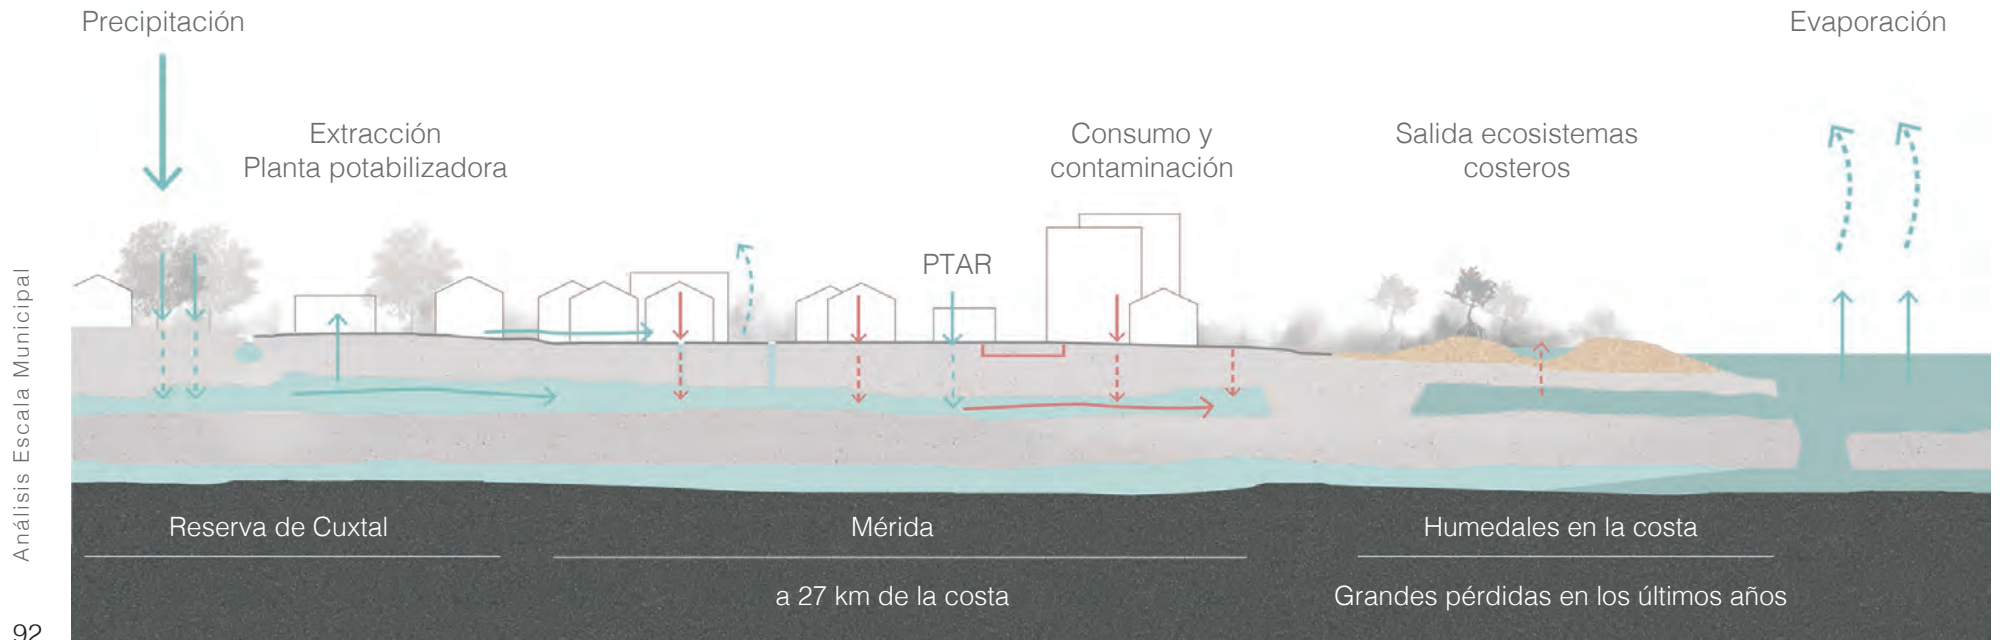 Precipitación
Evaporación
Extracción
Planta potabilizadora
Consumo y
contaminación
Salida ecosistemas
costeros
PTAR
Reserva de Cuxtal
Mérida
Humedales en la costa
a 27 km de la costa
Grandes pérdidas en los últimos años
Análisis Escala Municipal
92